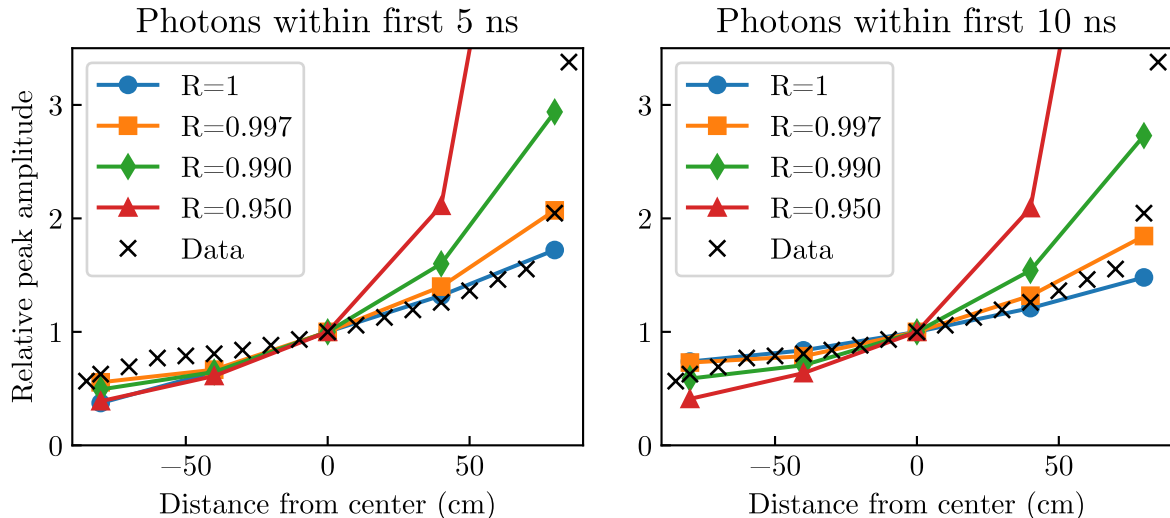 Photons within first 5 ns
Relative peak amplitude
3
2
1
0
R=1
R=0.997
R=0.990
R=0.950
Data
−50
0
50
Distance from center (cm)
Photons within first 10 ns
3
2
1
0
R=1
R=0.997
R=0.990
R=0.950
Data
−50
0
50
Distance from center (cm)